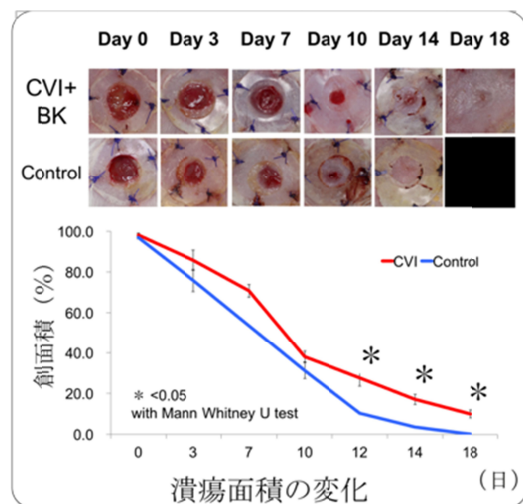 Day 0 Day 3 Day 7 Day 10 Day 14 Day 18
CVI+
BK
Control
100.0
80.0
60.0
40.0
20.0
0.0
創面積（%）
CVI Control
＊ ＊ ＊
＊ <0.05
with Mann Whitney U test
0 3 7 10 12 14 18
（日）
潰瘍面積の変化